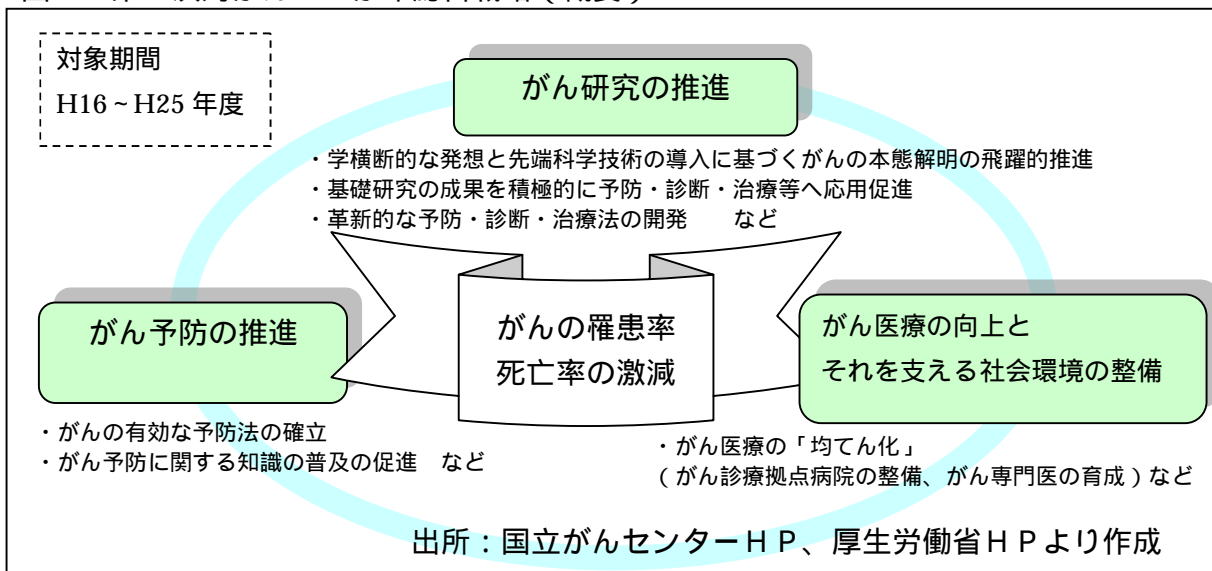 対象期間
H16～H25 年度
がん研究の推進
・学横断的な発想と先端科学技術の導入に基づくがんの本態解明の飛躍的推進
・基礎研究の成果を積極的に予防・診断・治療等へ応用促進
・革新的な予防・診断・治療法の開発　　など
がん予防の推進
・がんの有効な予防法の確立
・がん予防に関する知識の普及の促進　など
がんの罹患率
死亡率の激減
がん医療の向上と
それを支える社会環境の整備
・がん医療の「均てん化」
（がん診療拠点病院の整備、がん専門医の育成）など
出所：国立がんセンターＨＰ、厚生労働省ＨＰより作成